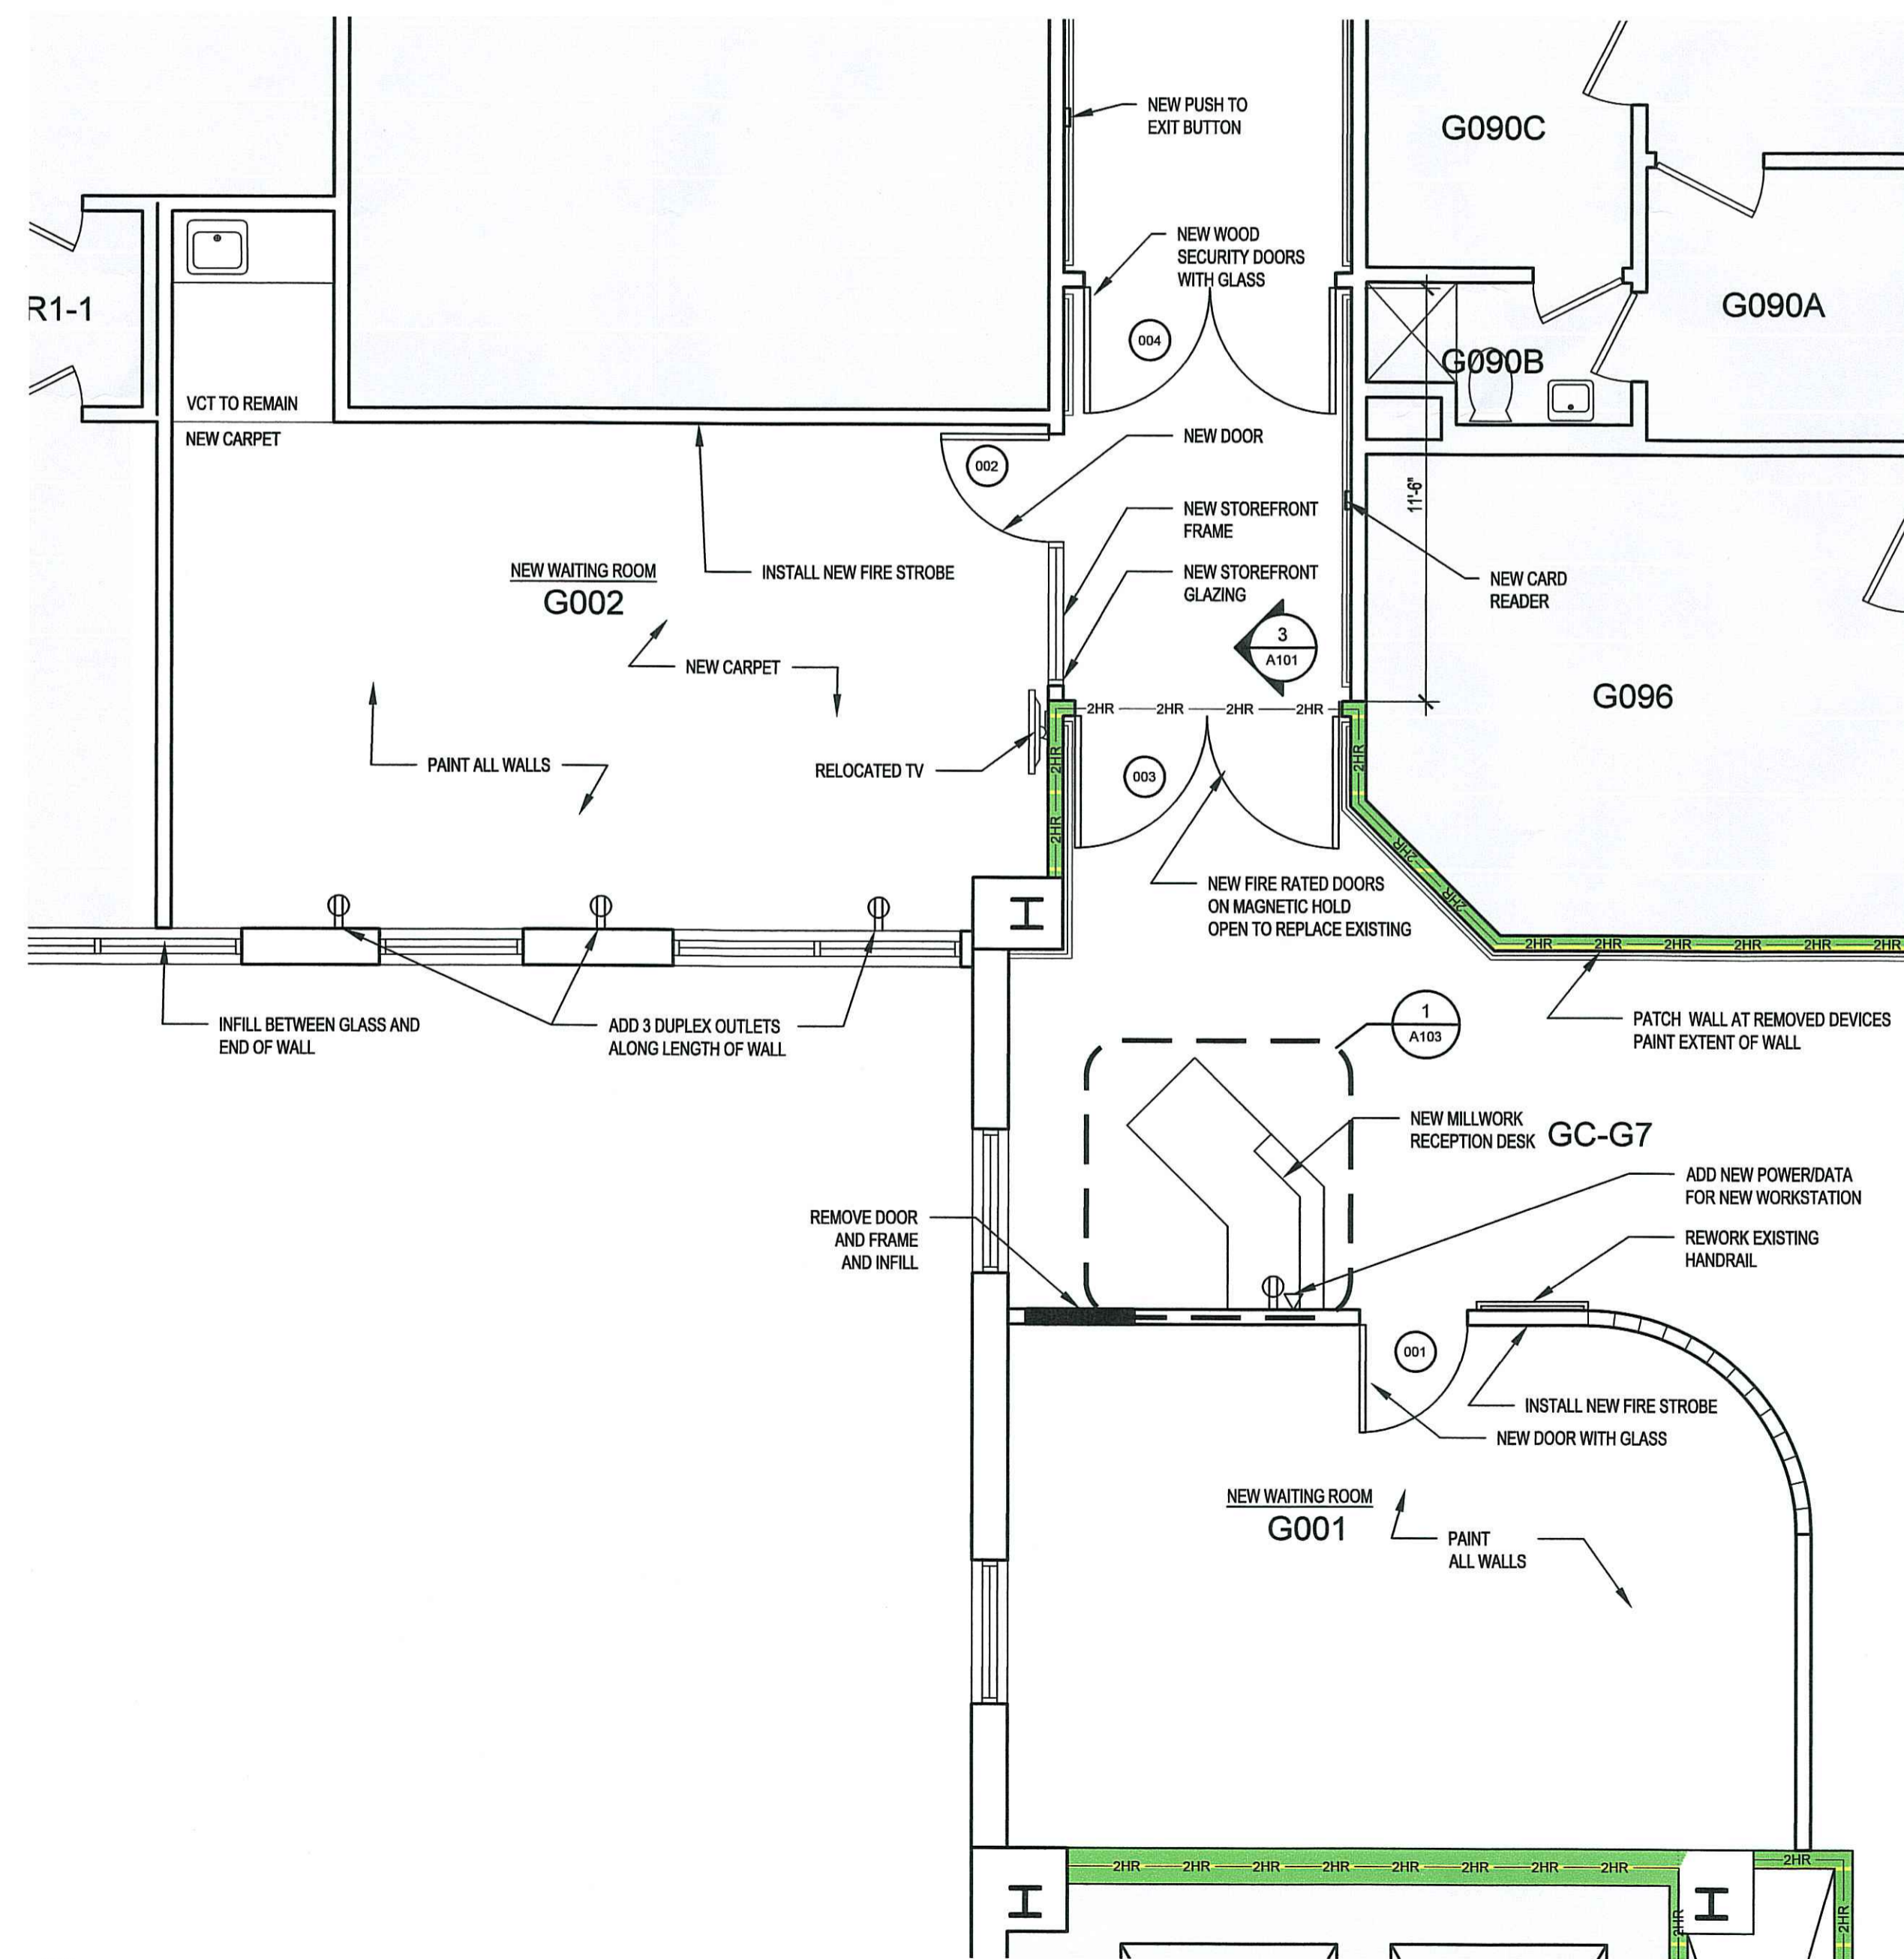 NEW PUSH TO
EXIT BUTTON
G090C
NEW WOOD
SECURITY DOORS
WITH GLASS
R1-1
G090A
004
G090B
VCT TO REMAIN
NEW CARPET
NEW DOOR
002
11'-6"
NEW STOREFRONT
FRAME
NEW WAITING ROOM
G002
INSTALL NEW FIRE STROBE
NEW STOREFRONT
GLAZING
NEW CARD
READER
3
A101
NEW CARPET
G096
2HR 2HR 2HR 2HR
PAINT ALL WALLS
RELOCATED TV
003
2HR
2HR
2HR
2HR
2HR
NEW FIRE RATED DOORS
ON MAGNETIC HOLD
OPEN TO REPLACE EXISTING
2HR 2HR 2HR 2HR 2HR 2HR
INFILL BETWEEN GLASS AND
END OF WALL
ADD 3 DUPLEX OUTLETS
ALONG LENGTH OF WALL
1
A103
PATCH WALL AT REMOVED DEVICES
PAINT EXTENT OF WALL
NEW MILLWORK
RECEPTION DESK
GC-G7
ADD NEW POWER/DATA
FOR NEW WORKSTATION
REMOVE DOOR
AND FRAME
AND INFILL
REWORK EXISTING
HANDRAIL
001
INSTALL NEW FIRE STROBE
NEW DOOR WITH GLASS
NEW WAITING ROOM
G001
PAINT
ALL WALLS
2HR 2HR 2HR 2HR 2HR 2HR 2HR 2HR
2HR
2HR
2HR